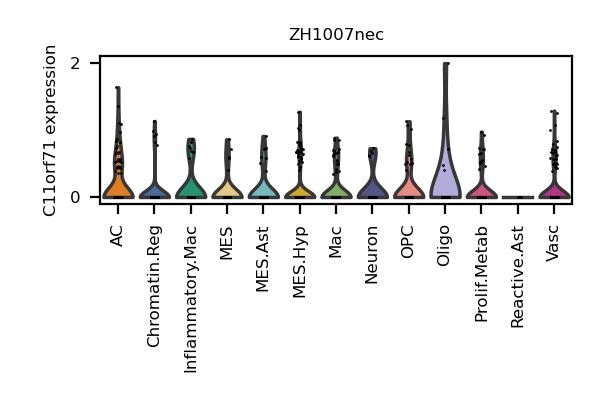 ZH1007nec
C11orf71 expression
2
0
AC
Chromatin.Reg
Inflammatory.Mac
MES
MES.Ast
MES.Hyp
Mac
Neuron
OPC
Oligo
Prolif.Metab
Reactive.Ast
Vasc